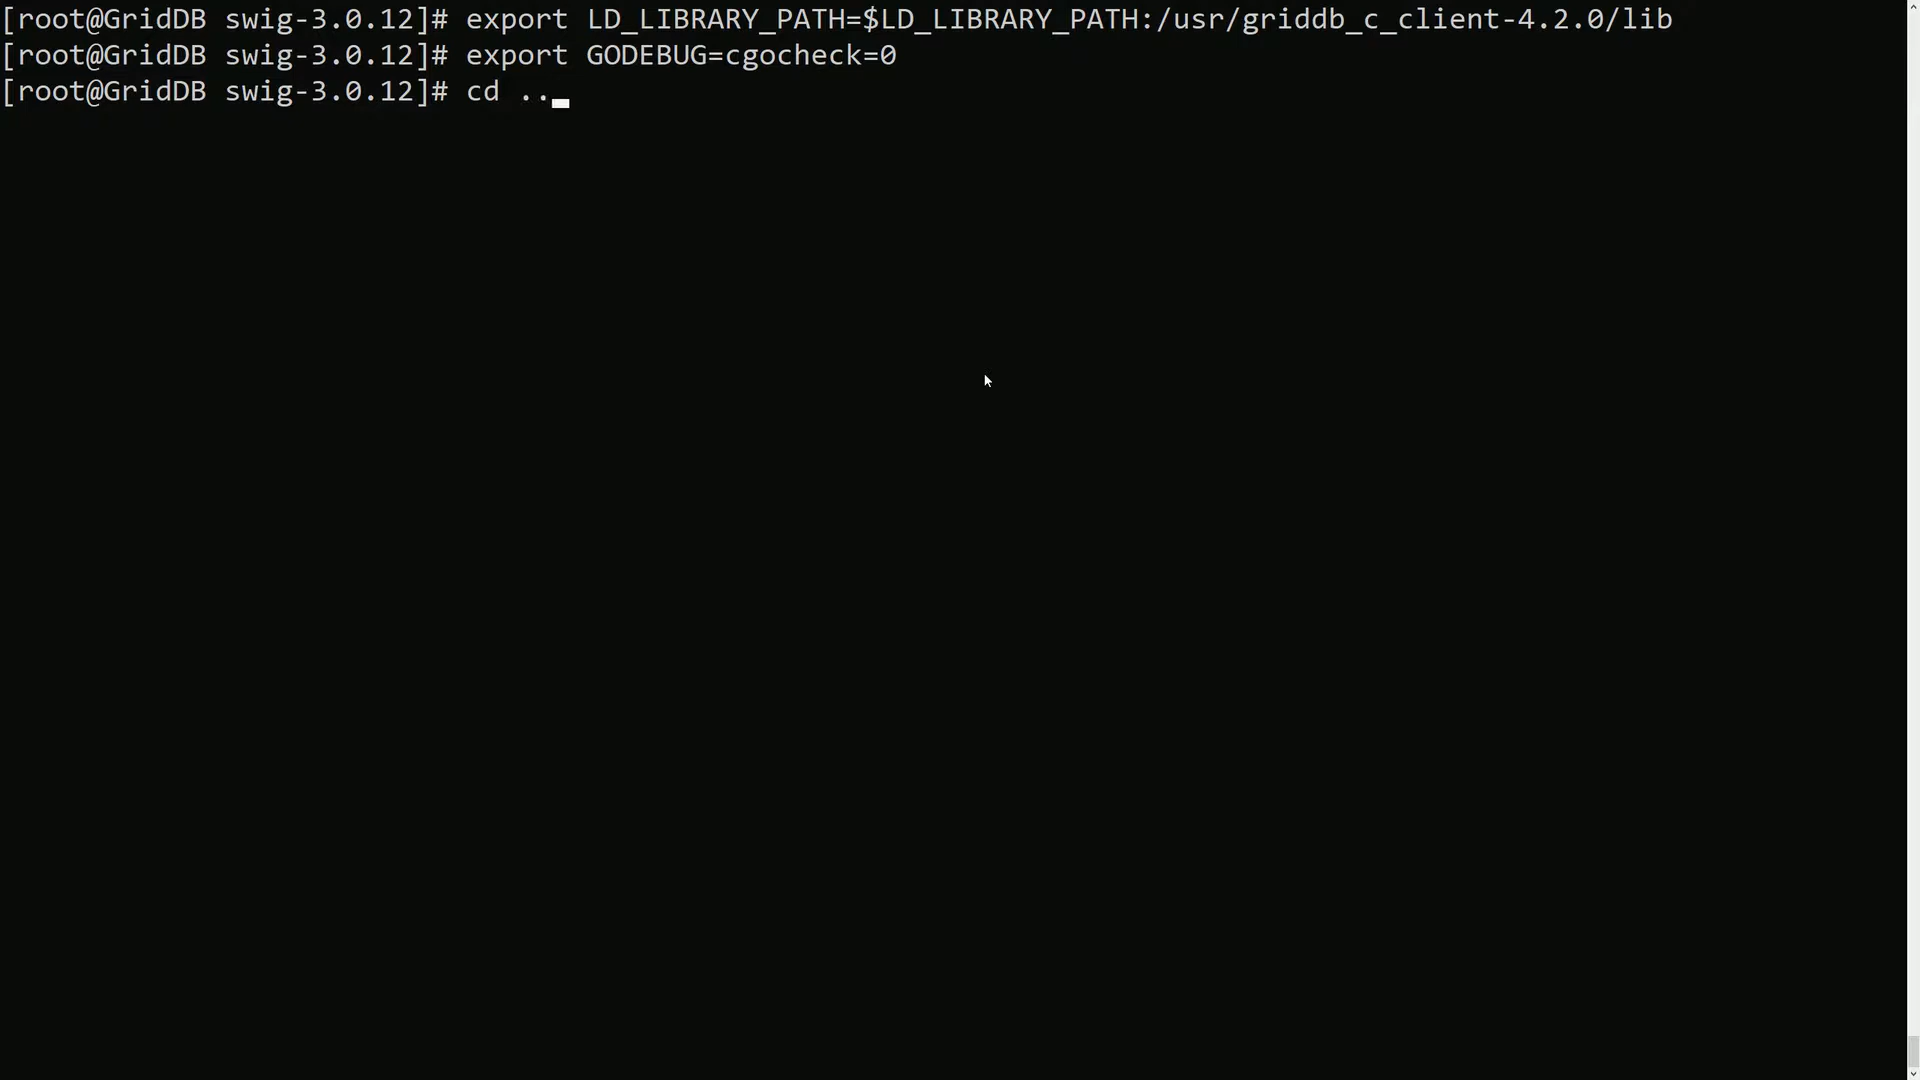 [root@GridDB swig-3.0.12]# export LD_LIBRARY_PATH=$LD_LIBRARY_PATH:/usr/griddb_c_client-4.2.0/lib
[root@GridDB swig-3.0.12]# export GODEBUG=cgocheck=0
[root@GridDB swig-3.0.12]# cd ..